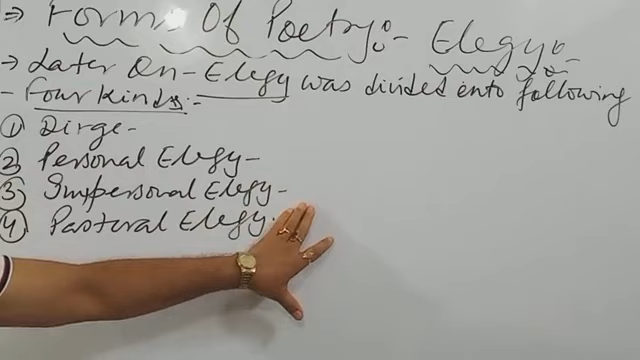 ⇒ Forms Of Poetry:- Elegy:-
→ Later On - Elegy was divided into following
- Four Kinds:-
① Dirge -
② Personal Elegy -
③ Impersonal Elegy -
④ Pastoral Elegy.